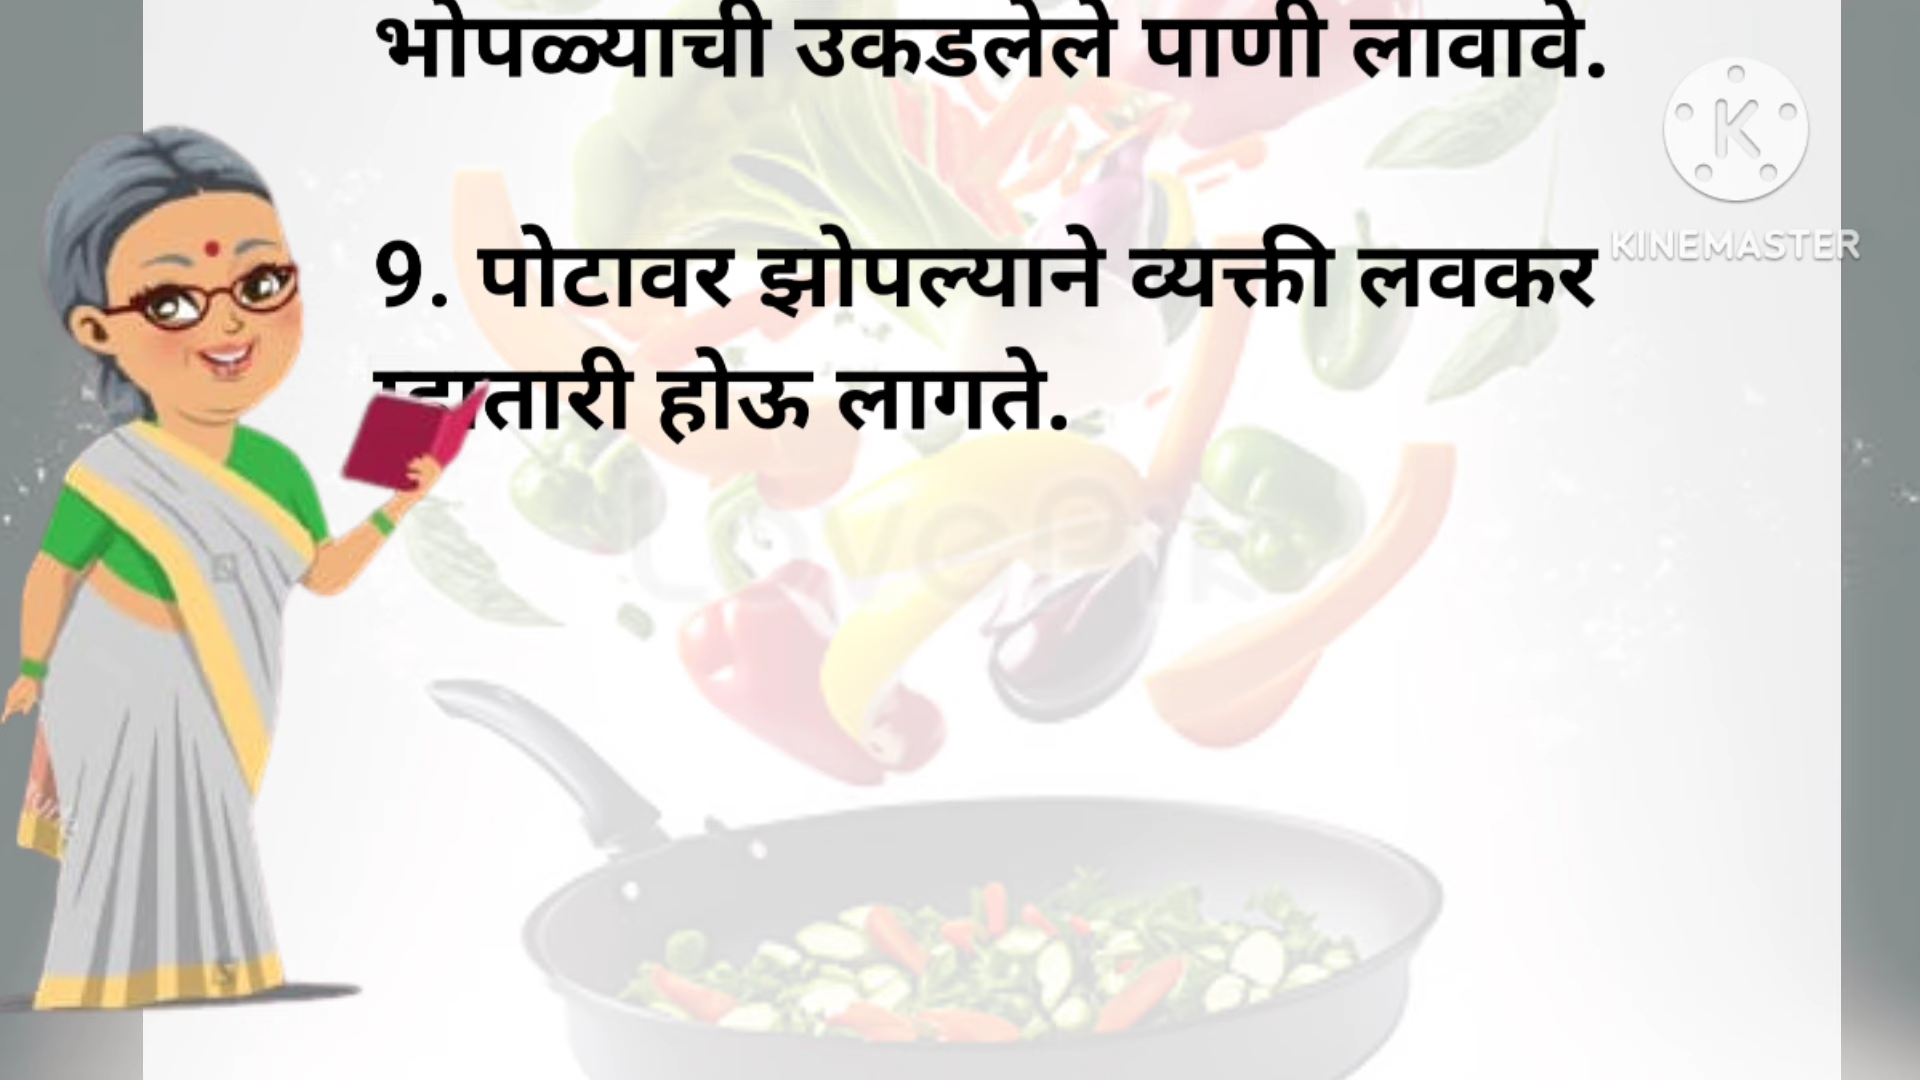 भोपळ्याची उकडलेले पाणी लावावे.
KINEMASTER
9. पोटावर झोपल्याने व्यक्ती लवकर
होऊ लागते.